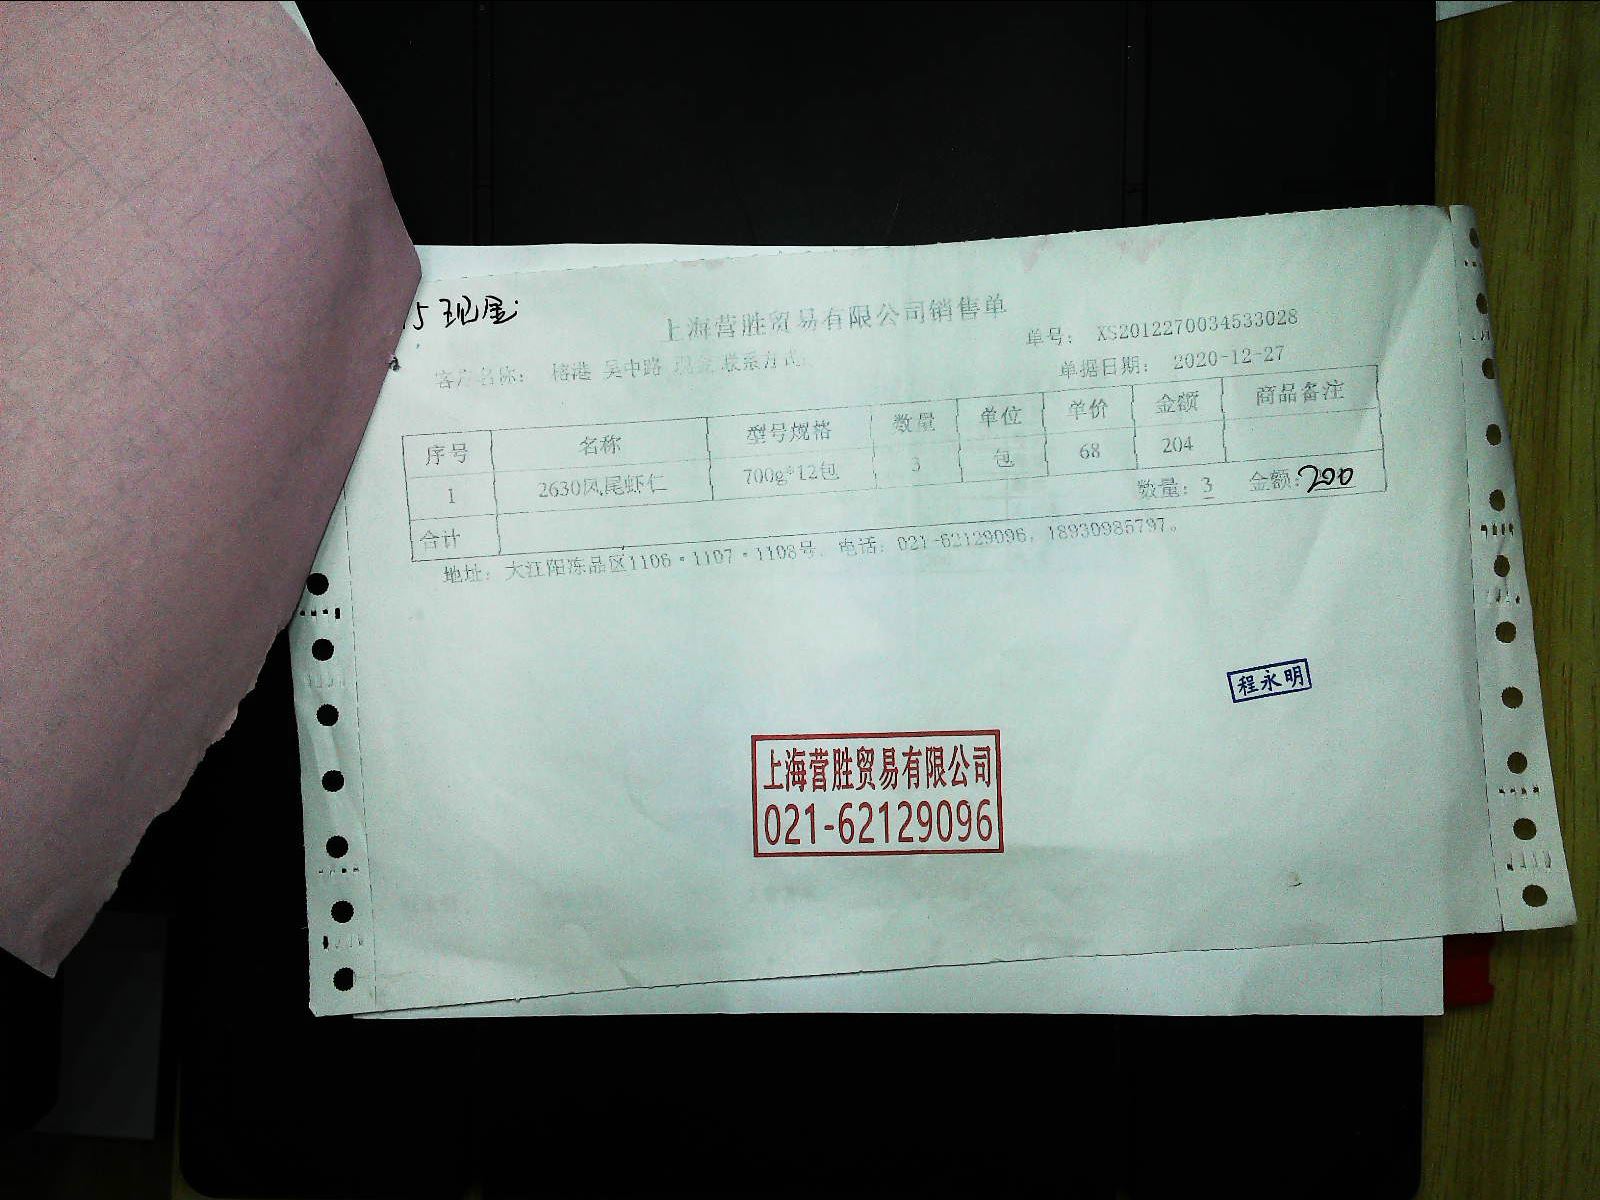 15 现金
上海营胜贸易有限公司销售单
单号： XS2012270034533028
客户名称： 榕港 吴中路 现金 联系方式：
单据日期： 2020-12-27
序号 名称 型号规格 数量 单位 单价 金额 商品备注
1 2630凤尾虾仁 700g*12包 3 包 68 204
合计 数量：3 金额：200
地址：大江阳冻品区1106·1107·1108号. 电话：021-62129096, 18930985797。
程永明
上海营胜贸易有限公司
021-62129096